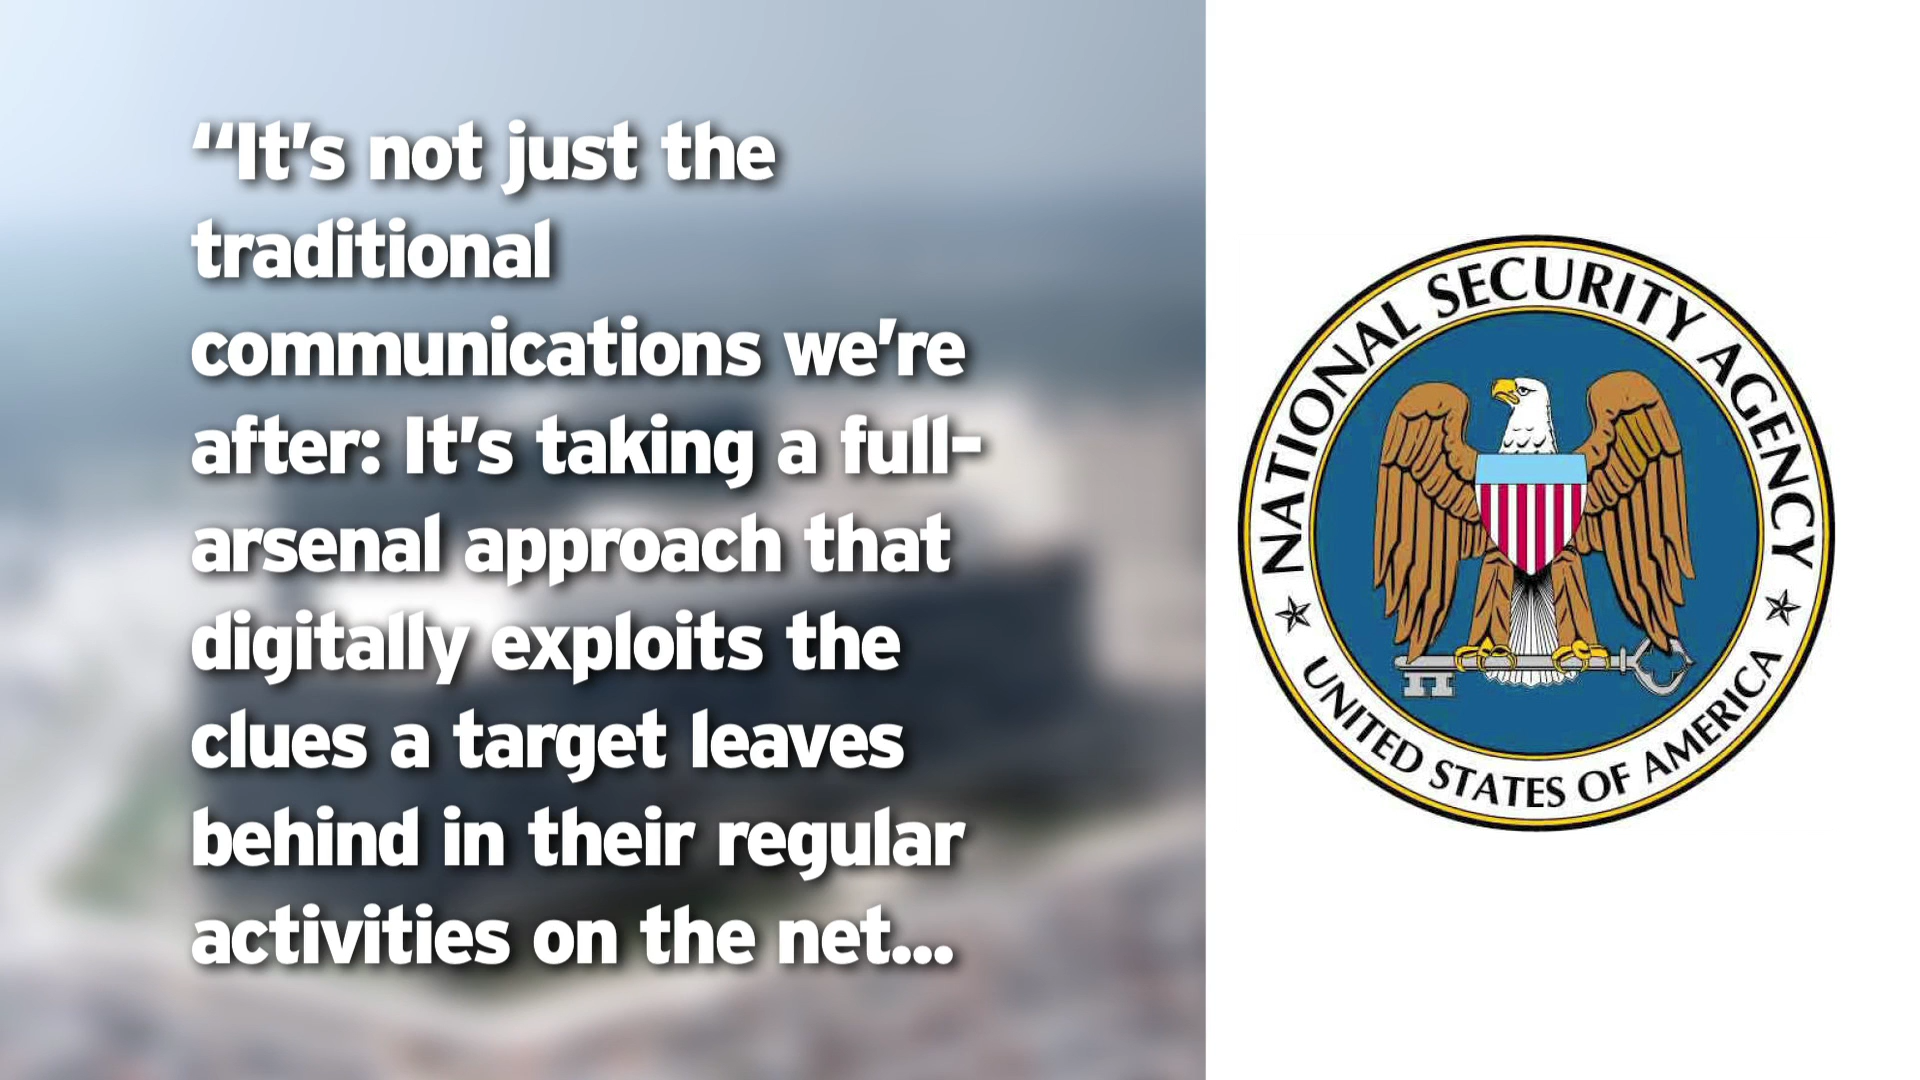 “It’s not just the
traditional
communications we’re
after: It’s taking a full-
arsenal approach that
digitally exploits the
clues a target leaves
behind in their regular
activities on the net...
NATIONAL SECURITY AGENCY
UNITED STATES OF AMERICA